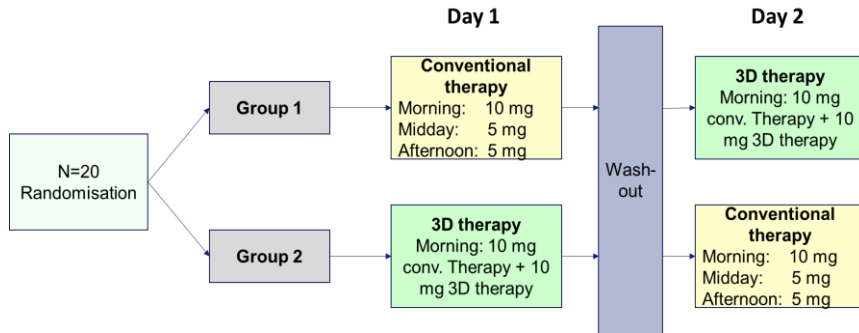 Day 1
Day 2
N=20
Randomisation
Group 1
Conventional
therapy
Morning: 10 mg
Midday: 5 mg
Afternoon: 5 mg
Wash-
out
3D therapy
Morning: 10 mg
conv. Therapy + 10
mg 3D therapy
Group 2
3D therapy
Morning: 10 mg
conv. Therapy + 10
mg 3D therapy
Conventional
therapy
Morning: 10 mg
Midday: 5 mg
Afternoon: 5 mg